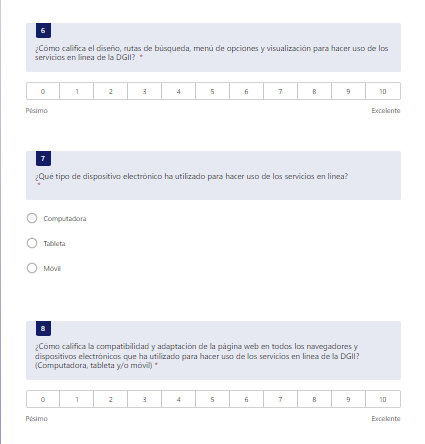 6
¿Cómo califica el diseño, rutas de búsqueda, menú de opciones y visualización para hacer uso de los
servicios en línea de la DGII? *
0 1 2 3 4 5 6 7 8 9 10
Pésimo Excelente
7
¿Qué tipo de dispositivo electrónico ha utilizado para hacer uso de los servicios en línea?
*
Computadora
Tableta
Móvil
8
¿Cómo califica la compatibilidad y adaptación de la página web en todos los navegadores y
dispositivos electrónicos que ha utilizado para hacer uso de los servicios en línea de la DGII?
(Computadora, tableta y/o móvil) *
0 1 2 3 4 5 6 7 8 9 10
Pésimo Excelente